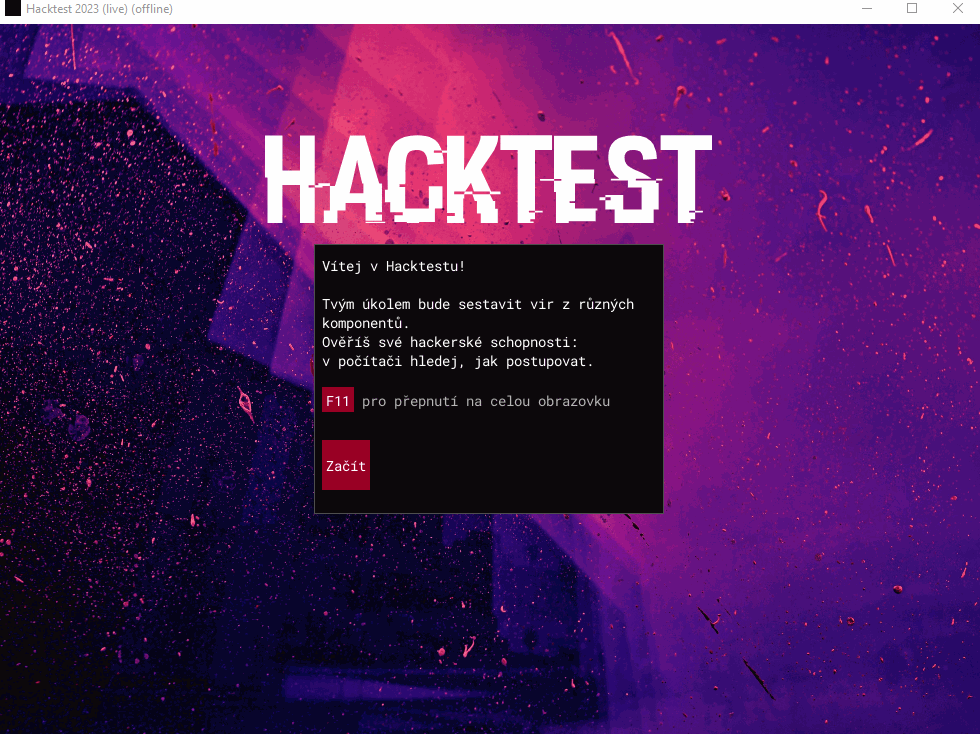 Hacktest 2023 (live) (offline)
HACKTEST
Vítej v Hacktestu!
Tvým úkolem bude sestavit vir z různých
komponentů.
Ověříš své hackerské schopnosti:
v počítači hledej, jak postupovat.
F11 pro přepnutí na celou obrazovku
Začít